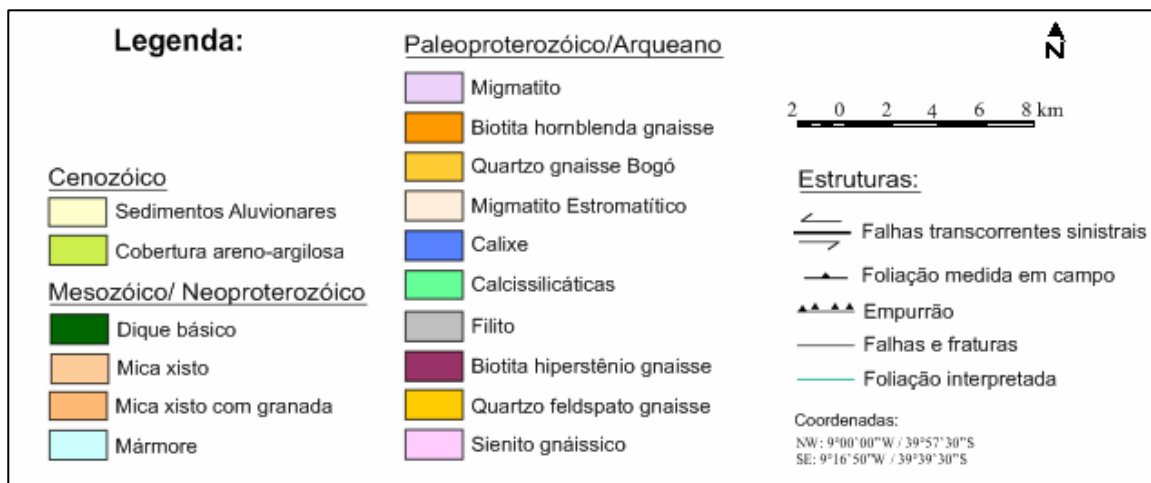 Legenda:
Cenozóico
Sedimentos Aluvionares
Cobertura areno-argilosa
Mesozóico/ Neoproterozóico
Dique básico
Mica xisto
Mica xisto com granada
Mármore
Paleoproterozóico/Arqueano
Migmatito
Biotita hornblenda gnaisse
Quartzo gnaisse Bogó
Migmatito Estromatítico
Calixe
Calcissilicáticas
Filito
Biotita hiperstênio gnaisse
Quartzo feldspato gnaisse
Sienito gnáissico
N
2 0 2 4 6 8 km
Estruturas:
Falhas transcorrentes sinistrais
Foliação medida em campo
Empurrão
Falhas e fraturas
Foliação interpretada
Coordenadas:
NW: 9°00'00"W / 39°57'30"S
SE: 9°16'50"W / 39°39'30"S